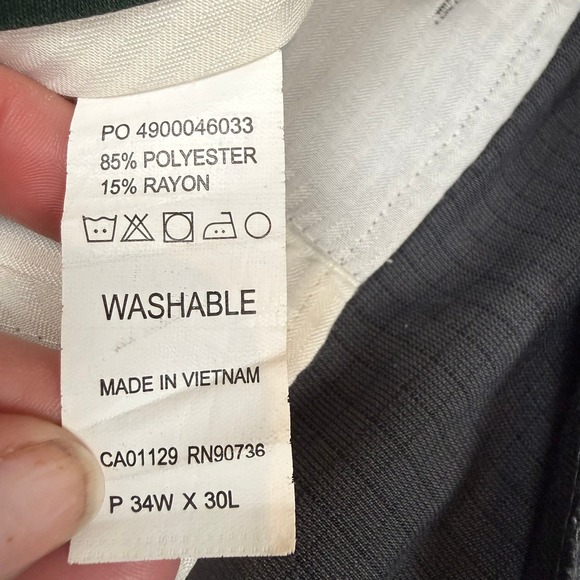 PO 4900046033
85% POLYESTER
15% RAYON
WASHABLE
MADE IN VIETNAM
CA01129 RN90736
P 34W X 30L